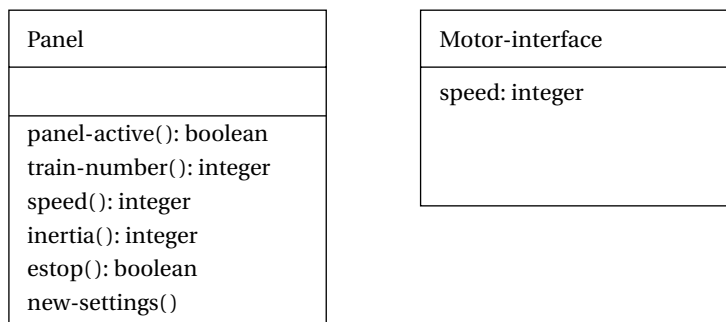 Panel
panel-active(): boolean
train-number(): integer
speed(): integer
inertia(): integer
estop(): boolean
new-settings()
Motor-interface
speed: integer